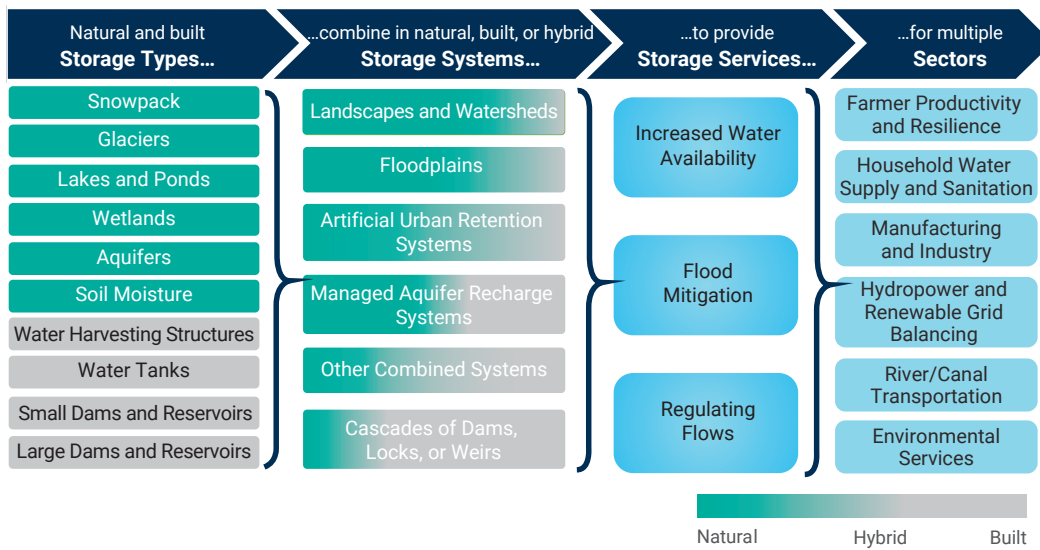 Natural and built
Storage Types…
…combine in natural, built, or hybrid
Storage Systems…
…to provide
Storage Services…
…for multiple
Sectors
Snowpack
Glaciers
Lakes and Ponds
Wetlands
Aquifers
Soil Moisture
Water Harvesting Structures
Water Tanks
Small Dams and Reservoirs
Large Dams and Reservoirs
Landscapes and Watersheds
Floodplains
Artificial Urban Retention
Systems
Managed Aquifer Recharge
Systems
Other Combined Systems
Cascades of Dams,
Locks, or Weirs
Increased Water
Availability
Flood
Mitigation
Regulating
Flows
Farmer Productivity
and Resilience
Household Water
Supply and Sanitation
Manufacturing
and Industry
Hydropower and
Renewable Grid
Balancing
River/Canal
Transportation
Environmental
Services
Natural
Hybrid
Built